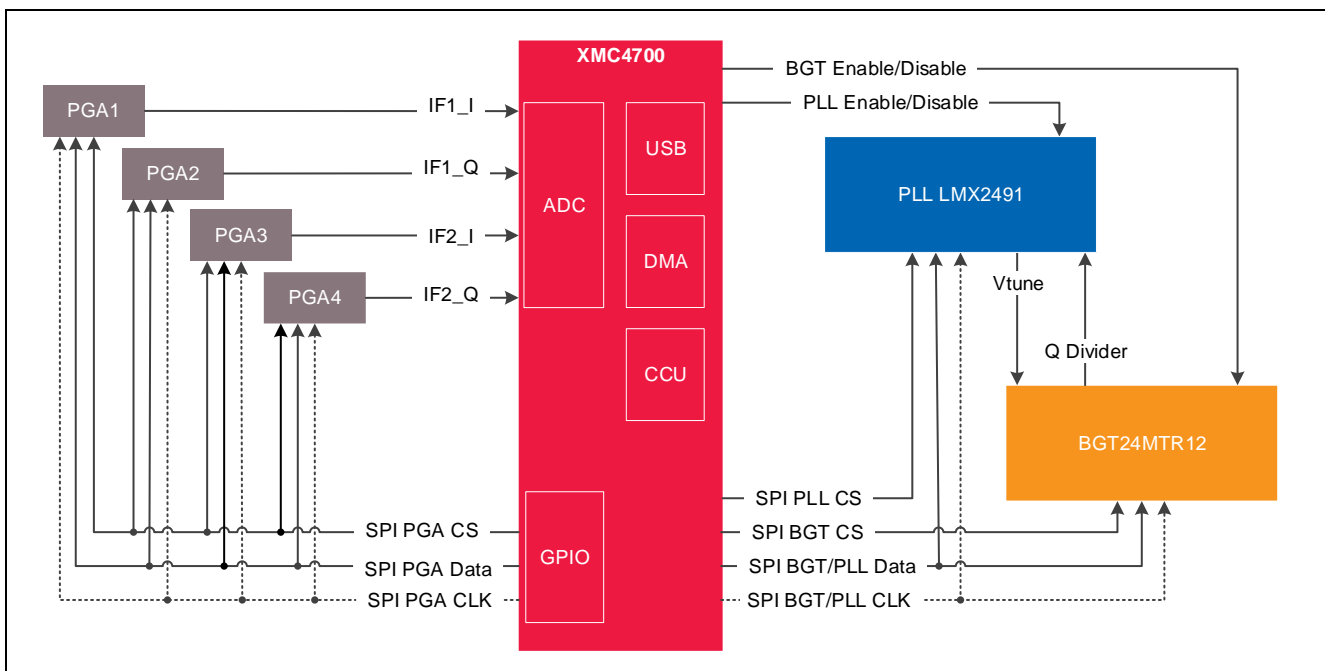 XMC4700
BGT Enable/Disable
PLL Enable/Disable
PGA1
IF1_I
PGA2
IF1_Q
PGA3
IF2_I
PGA4
IF2_Q
ADC
USB
DMA
CCU
PLL LMX2491
Vtune
Q Divider
BGT24MTR12
SPI PGA CS
SPI PGA Data
SPI PGA CLK
GPIO
SPI PLL CS
SPI BGT CS
SPI BGT/PLL Data
SPI BGT/PLL CLK